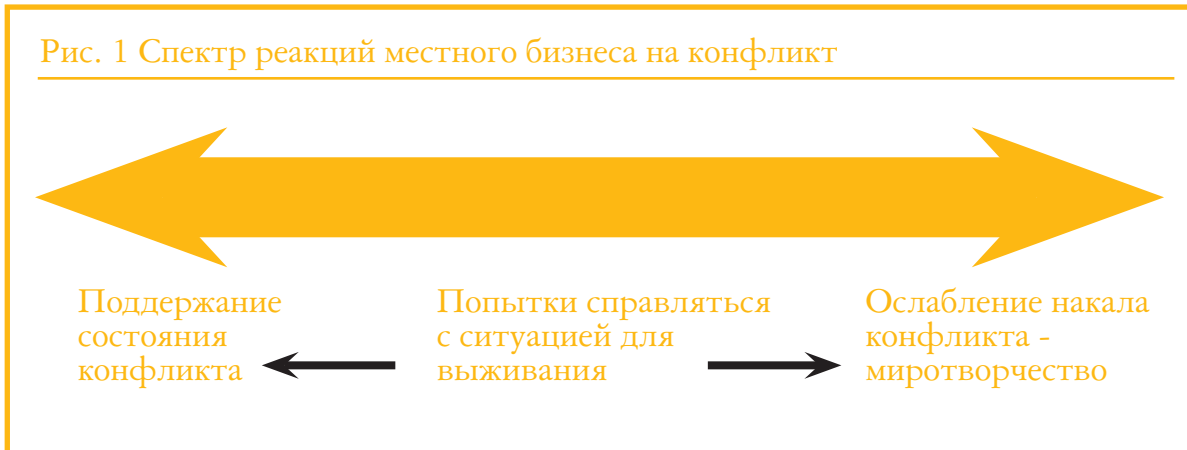 Рис. 1 Спектр реакций местного бизнеса на конфликт
Поддержание
состояния
конфликта
Попытки справляться
с ситуацией для
выживания
Ослабление накала
конфликта -
миротворчество